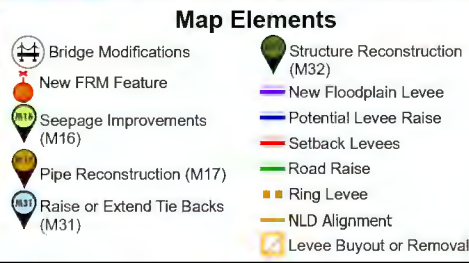 Map Elements
Bridge Modifications
New FRM Feature
M16
Seepage Improvements
(M16)
Pipe Reconstruction (M17)
M31
Raise or Extend Tie Backs
(M31)
Structure Reconstruction
(M32)
New Floodplain Levee
Potential Levee Raise
Setback Levees
Road Raise
Ring Levee
NLD Alignment
Levee Buyout or Removal